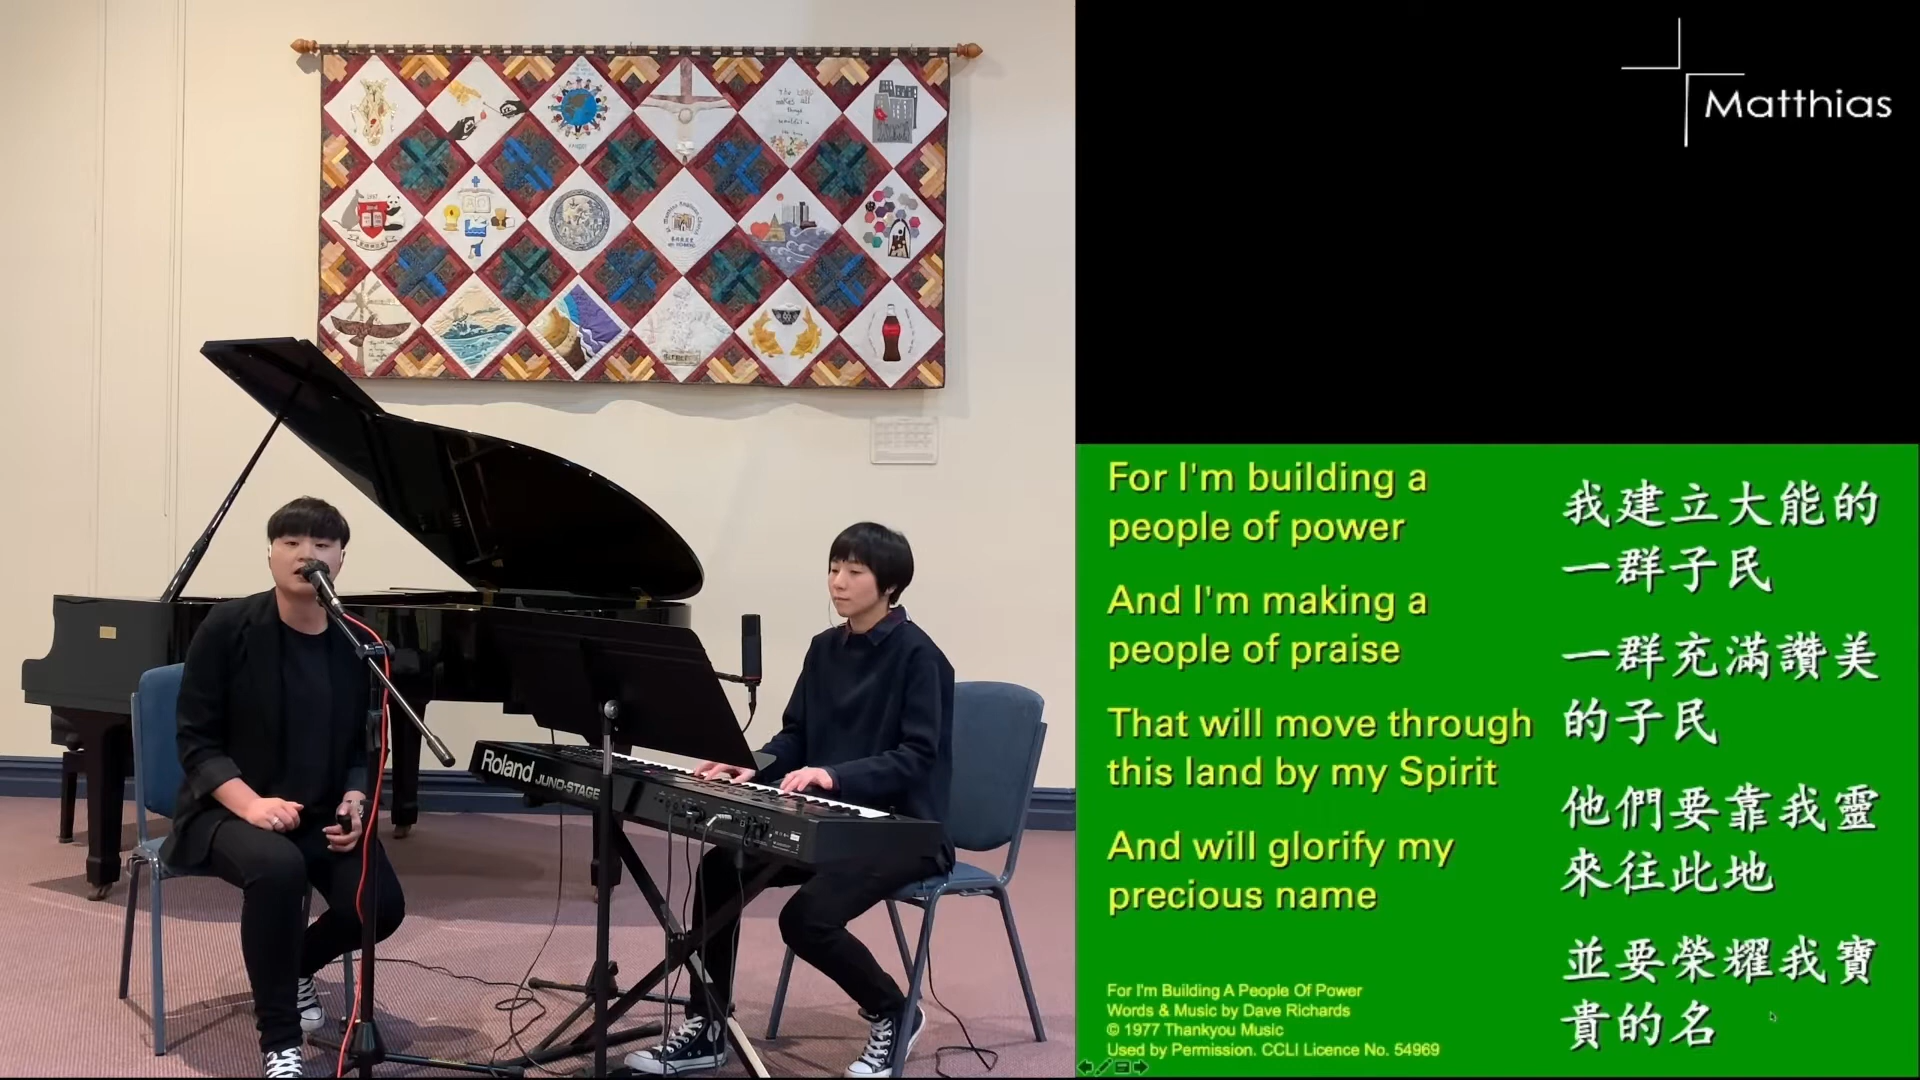 Matthias
For I'm building a
people of power
And I'm making a
people of praise
That will move through
this land by my Spirit
And will glorify my
precious name
For I'm Building A People Of Power
Words & Music by Dave Richards
© 1977 Thankyou Music
Used by Permission. CCLI Licence No. 54969
我建立大能的
一群子民
一群充滿讚美
的子民
他們要靠我靈
來往此地
並要榮耀我寶
貴的名
Roland JUNO-STAGE